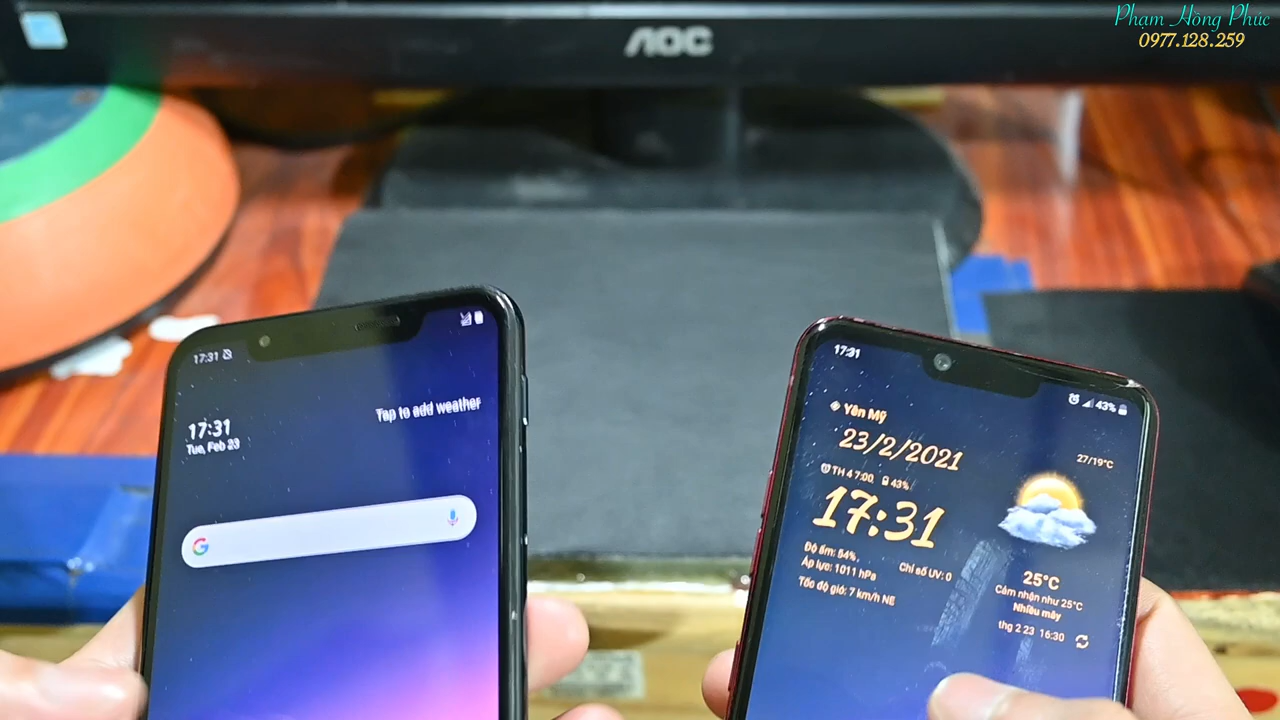 Phạm Hồng Phúc
0977.128.259
AOC
17:31
17:31
Tue, Feb 23
Tap to add weather
17:31
43%
Yên Mỹ
23/2/2021
27/19°C
TH 4 7:00 43%
17:31
Độ ẩm: 54%
Chỉ số UV: 0
Áp lực: 1011 hPa
Tốc độ gió: 7 km/h NE
25°C
Cảm nhận như 25°C
Nhiều mây
thg 2 23 16:30